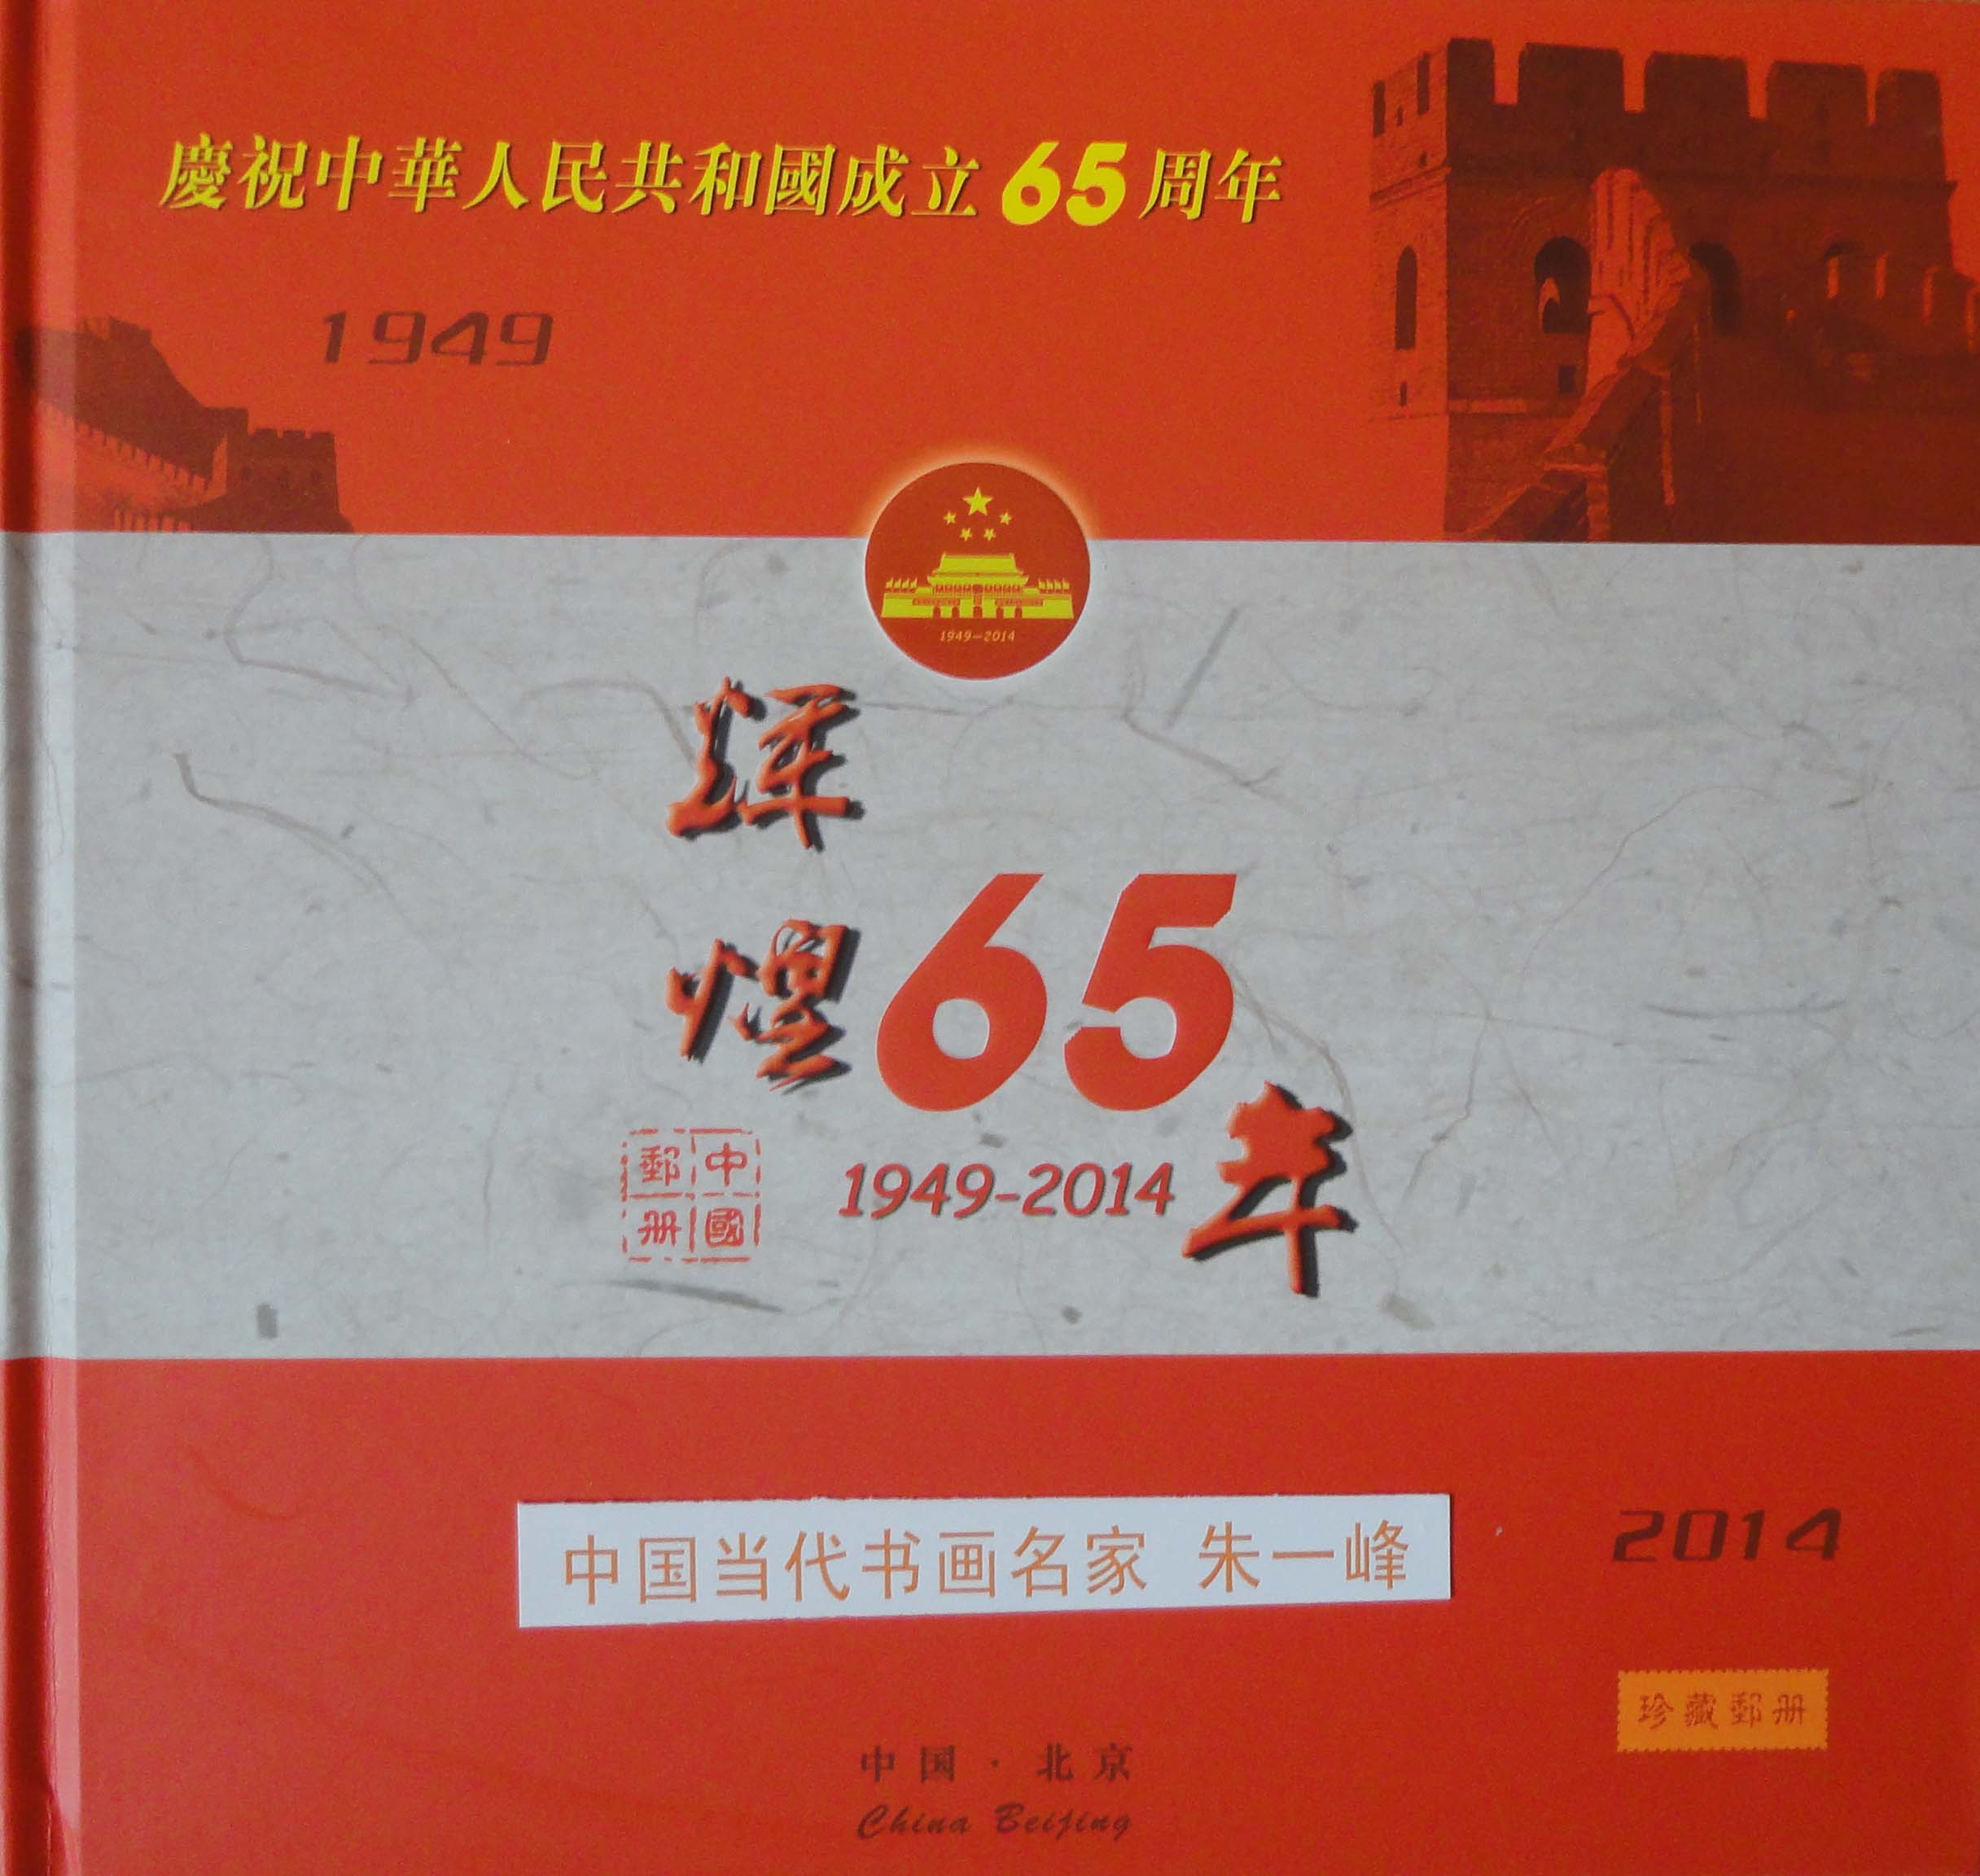 慶祝中華人民共和國成立65周年
1949
1949-2014
輝煌65年
1949-2014
中國郵册
中国当代书画名家 朱一峰
2014
珍藏郵册
中国·北京
China Beijing